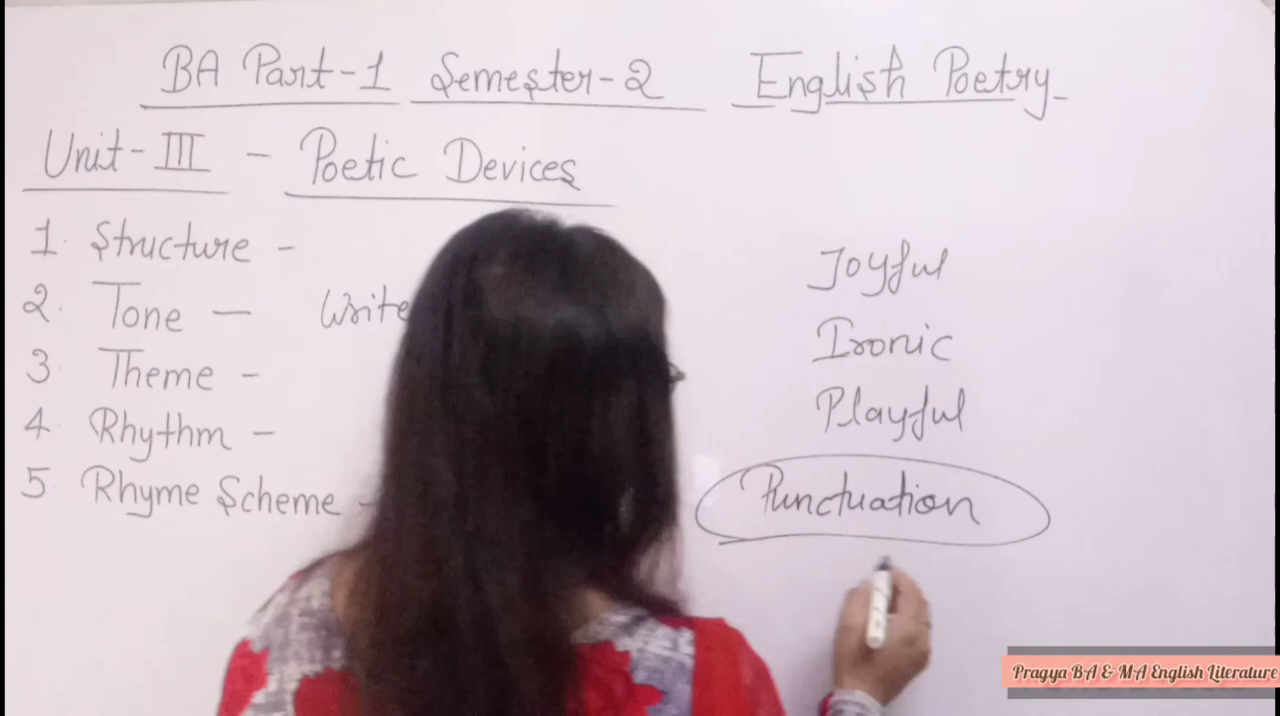 BA Part-1 Semester-2 English Poetry
Unit-III - Poetic Devices
1. Structure -
2. Tone - Write
3. Theme -
4. Rhythm -
5 Rhyme Scheme -
Joyful
Ironic
Playful
Punctuation
Pragya BA & MA English Literature